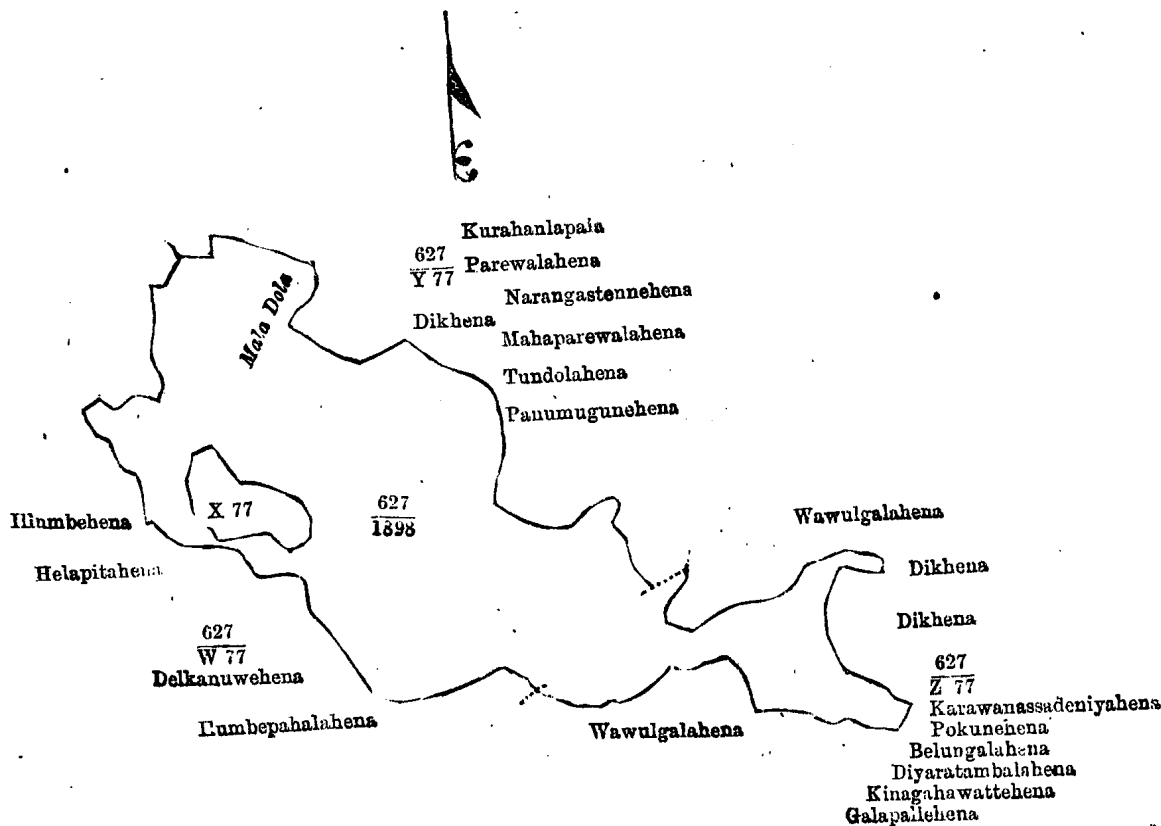 Kurahanlapala
627
Y 77
Parewalahena
Narangastennehena
Dikhena
Mahaparewalahena
Tundolahena
Panumugunehena
Mala Dola
X 77
627
1898
Ilinmbehena
Helapitahena
Wawulgalahena
Dikhena
Dikhena
627
W 77
Delkanuwehena
627
Z 77
Karawanassadeniyahena
Pokunehena
Belungalahena
Diyaratambalahena
Kinagahawattehena
Galapallehena
Wawulgalahena